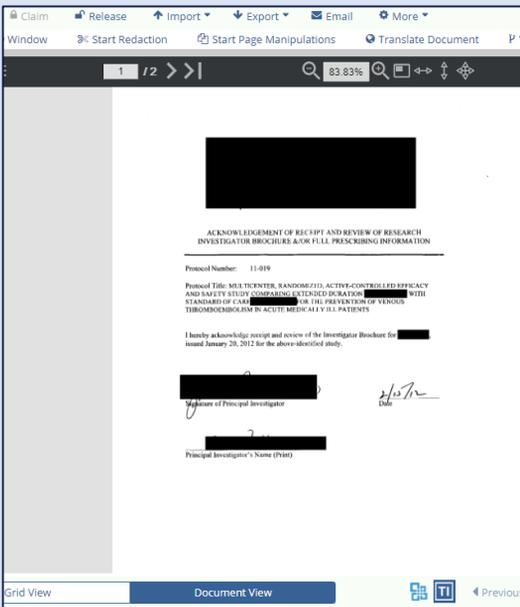 Claim Release Import Export Email More
Window Start Redaction Start Page Manipulations Translate Document
1 / 2 83.83%
ACKNOWLEDGEMENT OF RECEIPT AND REVIEW OF RESEARCH
INVESTIGATOR BROCHURE &/OR FULL PRESCRIBING INFORMATION
Protocol Number: 11-019
Protocol Title: MULTICENTER, RANDOMIZED, ACTIVE-CONTROLLED EFFICACY
AND SAFETY STUDY COMPARING EXTENDED DURATION WITH
STANDARD OF CARE FOR THE PREVENTION OF VENOUS
THROMBOEMBOLISM IN ACUTE MEDICALLY ILL PATIENTS
I hereby acknowledge receipt and review of the Investigator Brochure for ,
issued January 20, 2012 for the above-identified study.
Signature of Principal Investigator Date
Principal Investigator's Name (Print)
Grid View Document View TI Previous